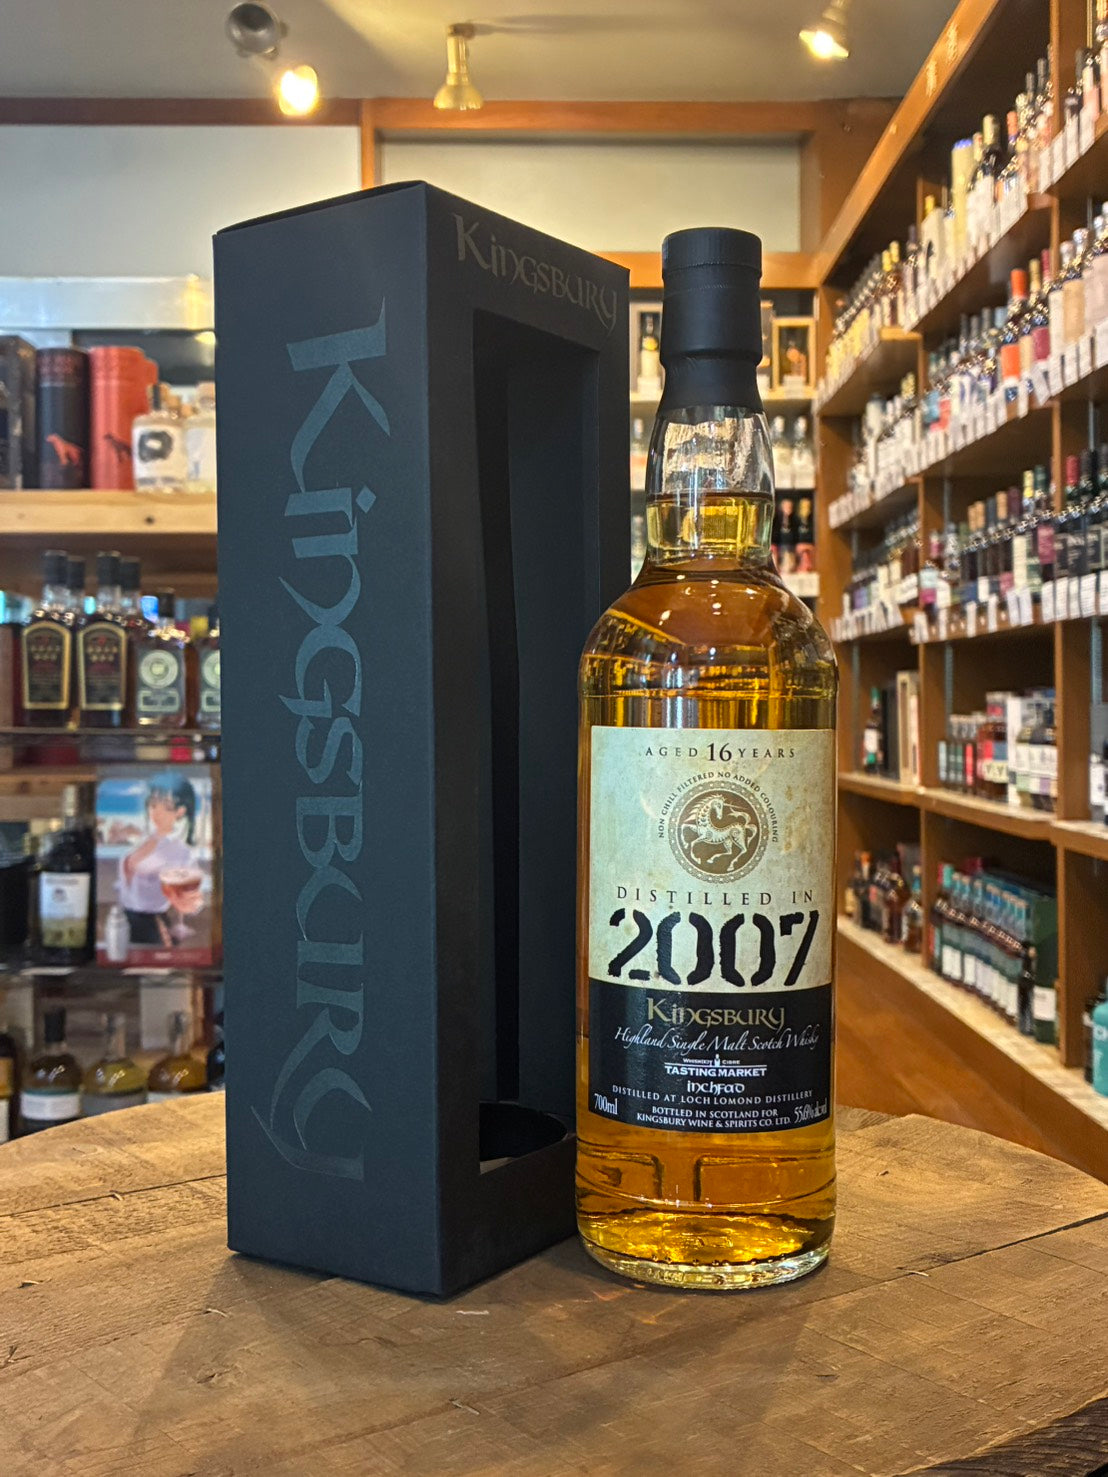 Kingsbury
Kingsbury
AGED 16 YEARS
NON CHILL FILTERED NO ADDED COLOURING
DISTILLED IN
2007
Kingsbury
Highland Single Malt Scotch Whisky
TASTING MARKET
inchfad
DISTILLED AT LOCH LOMOND DISTILLERY
700ml
BOTTLED IN SCOTLAND FOR
KINGSBURY WINE & SPIRITS CO. LTD.